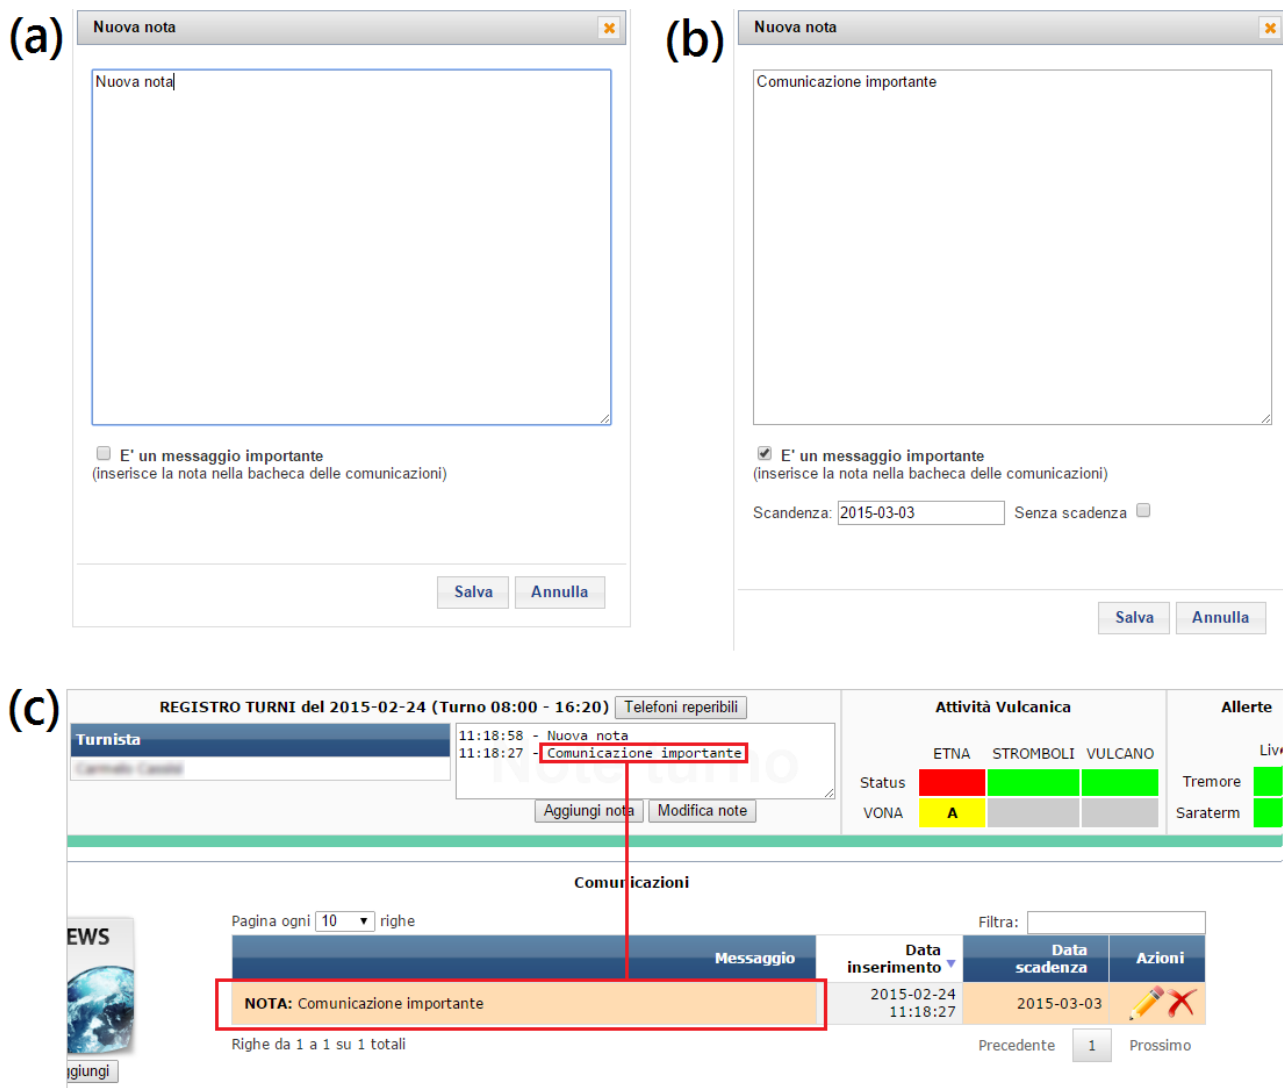 (a)
Nuova nota
Nuova nota
E' un messaggio importante
(inserisce la nota nella bacheca delle comunicazioni)
Salva Annulla
(b)
Nuova nota
Comunicazione importante
E' un messaggio importante
(inserisce la nota nella bacheca delle comunicazioni)
Scandenza: 2015-03-03 Senza scadenza
Salva Annulla
(c)
REGISTRO TURNI del 2015-02-24 (Turno 08:00 - 16:20) Telefoni reperibili
Turnista
11:18:58 - Nuova nota
11:18:27 - Comunicazione importante
Note turno
Aggiungi nota Modifica note
Attività Vulcanica
ETNA STROMBOLI VULCANO
Status
VONA A
Allerte
Live
Tremore
Saraterm
Comunicazioni
EWS
ggiungi
Pagina ogni 10 righe
Filtra:
Messaggio Data inserimento Data scadenza Azioni
NOTA: Comunicazione importante 2015-02-24 11:18:27 2015-03-03
Righe da 1 a 1 su 1 totali
Precedente 1 Prossimo